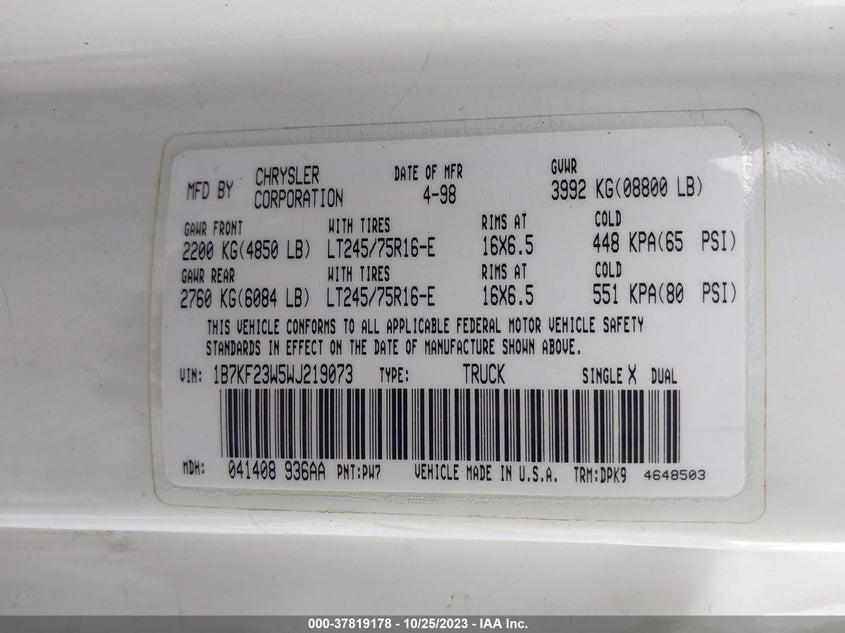 MFD BY CHRYSLER CORPORATION DATE OF MFR 4-98 GVWR 3992 KG(08800 LB)
GAWR FRONT WITH TIRES RIMS AT COLD
2200 KG(4850 LB) LT245/75R16-E 16X6.5 448 KPA(65 PSI)
GAWR REAR WITH TIRES RIMS AT COLD
2760 KG(6084 LB) LT245/75R16-E 16X6.5 551 KPA(80 PSI)
THIS VEHICLE CONFORMS TO ALL APPLICABLE FEDERAL MOTOR VEHICLE SAFETY
STANDARDS IN EFFECT ON THE DATE OF MANUFACTURE SHOWN ABOVE.
VIN: 1B7KF23W5WJ219073 TYPE: TRUCK SINGLE X DUAL
MDH: 041408 936AA PNT:PW7 VEHICLE MADE IN U.S.A. TRM:DPK9 4648503
000-37819178 - 10/25/2023 - IAA Inc.